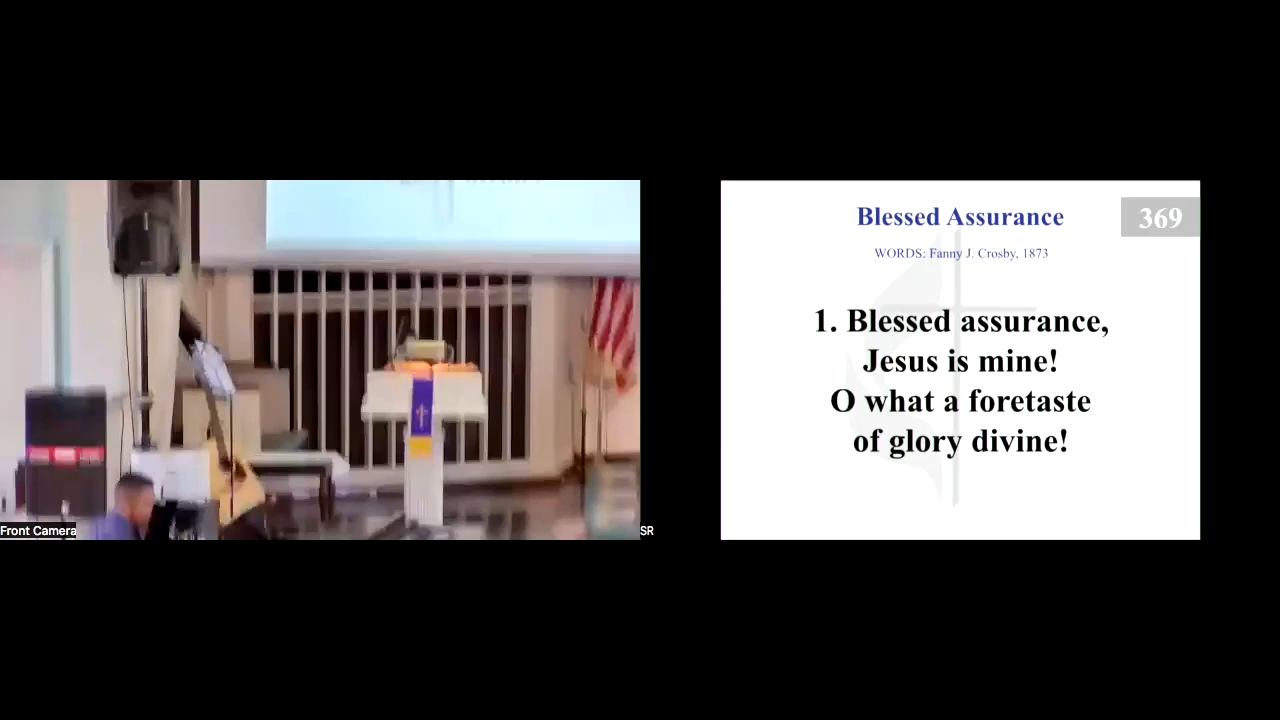 Blessed Assurance
369
WORDS: Fanny J. Crosby, 1873
1. Blessed assurance,
Jesus is mine!
O what a foretaste
of glory divine!
Front Camera
SR